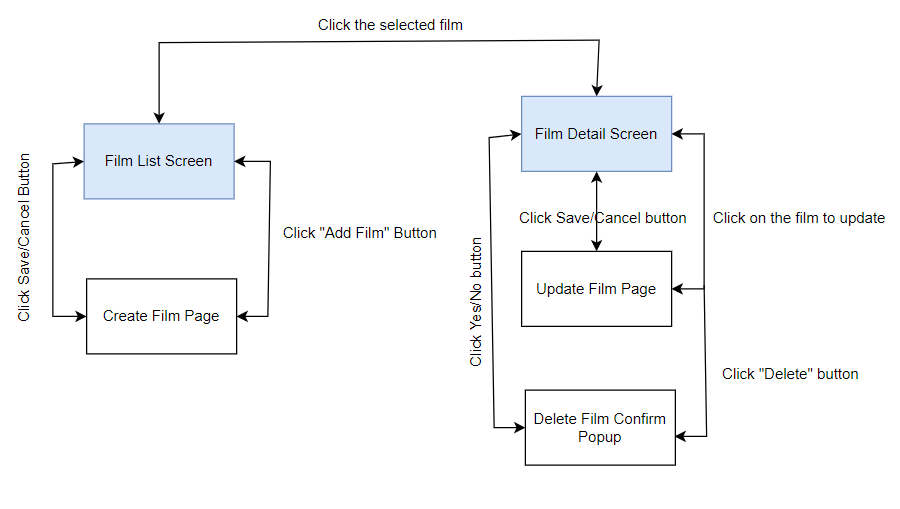 Click the selected film
Film List Screen
Film Detail Screen
Click Save/Cancel Button
Click "Add Film" Button
Click Save/Cancel button
Click on the film to update
Click Yes/No button
Create Film Page
Update Film Page
Click "Delete" button
Delete Film Confirm
Popup